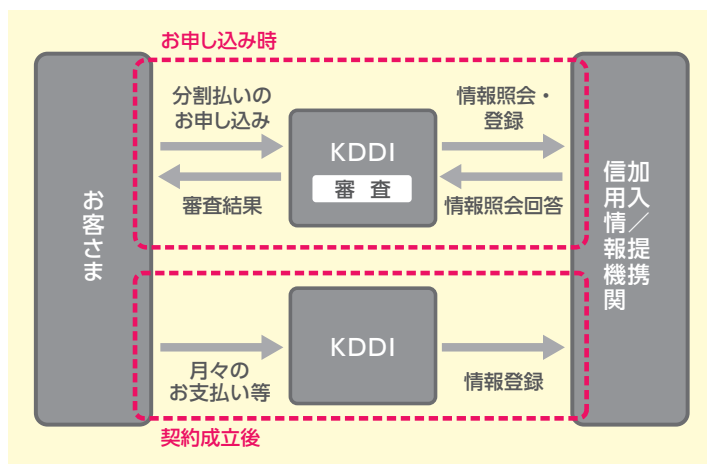 お申し込み時
お客さま
分割払いの
お申し込み
審査結果
KDDI
審 査
情報照会・
登録
情報照会回答
加入／提携
信用情報機関
月々の
お支払い等
KDDI
情報登録
契約成立後